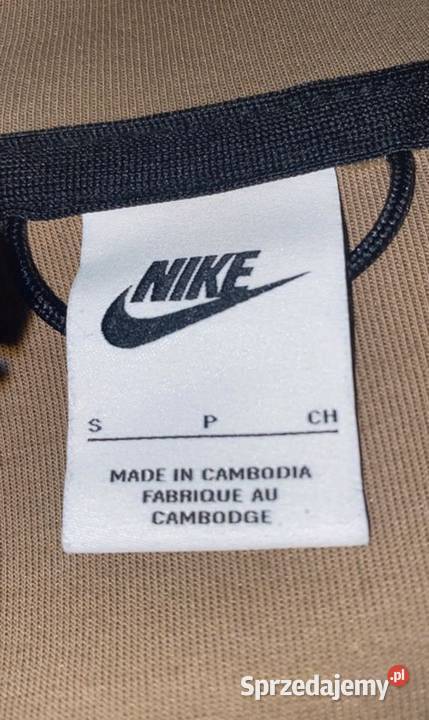 NIKE
S P CH
MADE IN CAMBODIA
FABRIQUE AU
CAMBODGE
Sprzedajemy.pl